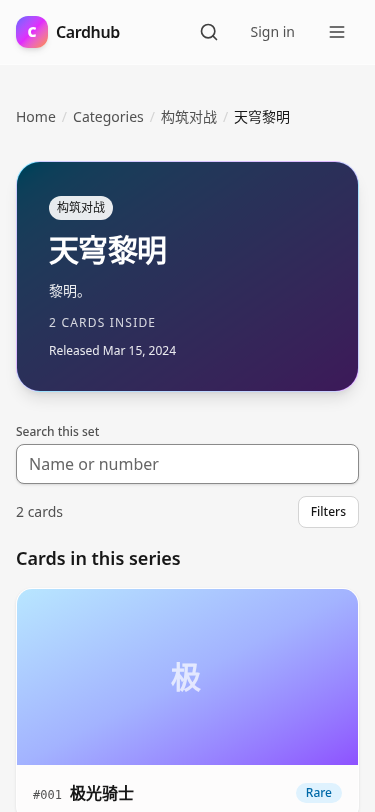 C Cardhub Sign in
Home / Categories / 构筑对战 / 天穹黎明
构筑对战
天穹黎明
黎明。
2 CARDS INSIDE
Released Mar 15, 2024
Search this set
Name or number
2 cards Filters
Cards in this series
极
#001 极光骑士 Rare